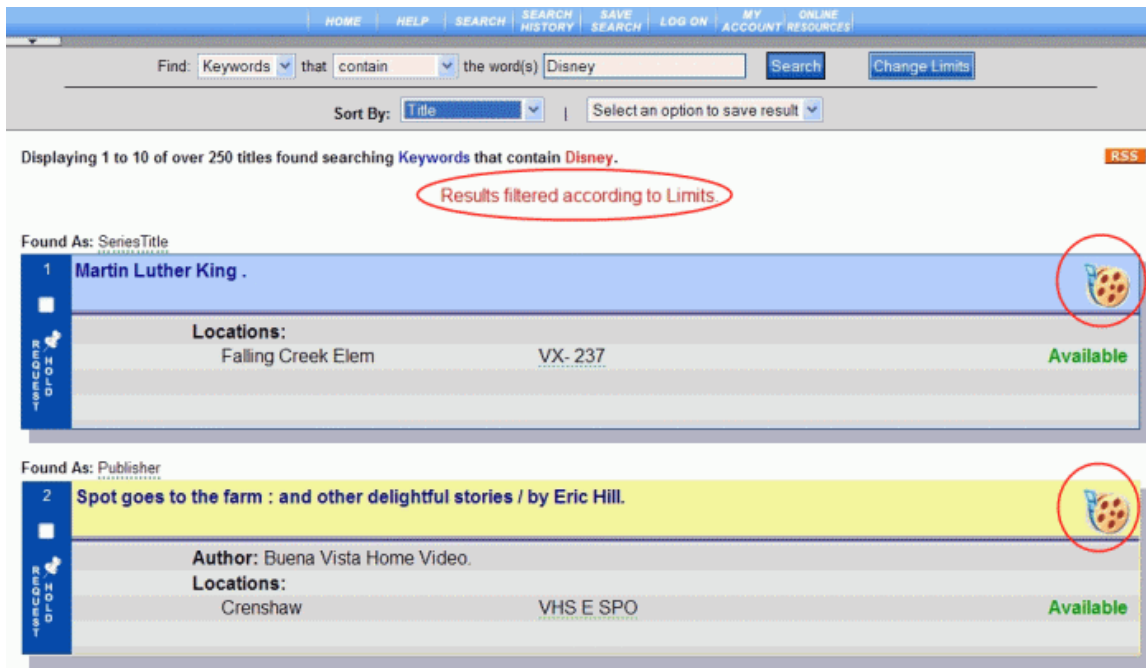 HOME HELP SEARCH SEARCH HISTORY SAVE SEARCH LOG ON MY ACCOUNT ONLINE RESOURCES
Find: Keywords that contain the word(s) Disney Search Change Limits
Sort By: Title | Select an option to save result
Displaying 1 to 10 of over 250 titles found searching Keywords that contain Disney. RSS
Results filtered according to Limits.
Found As: SeriesTitle
1 Martin Luther King .
Locations:
Falling Creek Elem VX- 237 Available
REQUEST HOLD
Found As: Publisher
2 Spot goes to the farm : and other delightful stories / by Eric Hill.
Author: Buena Vista Home Video.
Locations:
Crenshaw VHS E SPO Available
REQUEST HOLD